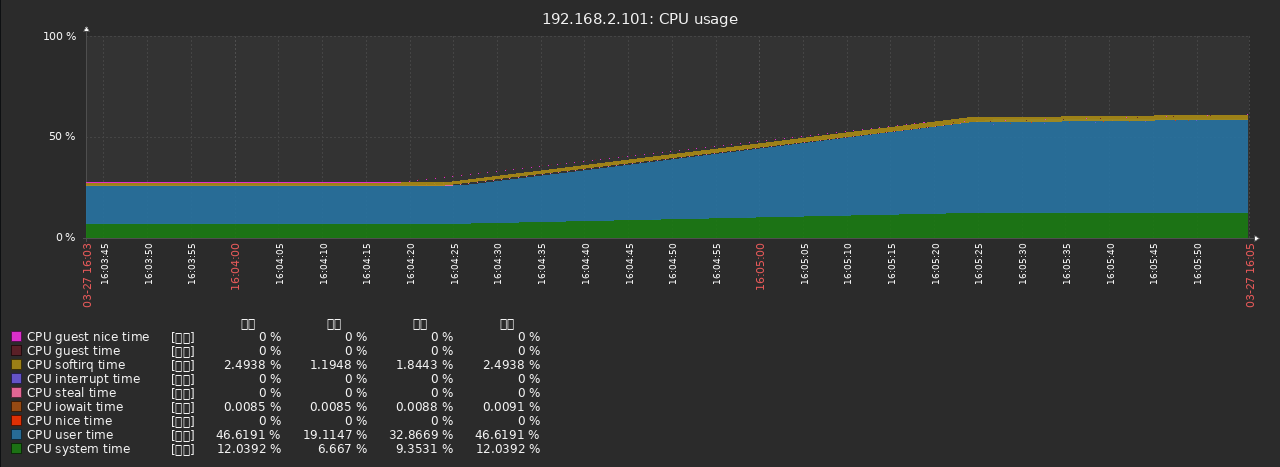 192.168.2.101: CPU usage
100 %
50 %
0 %
03-27 16:03 16:03:45 16:03:50 16:03:55 16:04:00 16:04:05 16:04:10 16:04:15 16:04:20 16:04:25 16:04:30 16:04:35 16:04:40 16:04:45 16:04:50 16:04:55 16:05:00 16:05:05 16:05:10 16:05:15 16:05:20 16:05:25 16:05:30 16:05:35 16:05:40 16:05:45 16:05:50 03-27 16:05
CPU guest nice time 0 % 0 % 0 % 0 %
CPU guest time 0 % 0 % 0 % 0 %
CPU softirq time 2.4938 % 1.1948 % 1.8443 % 2.4938 %
CPU interrupt time 0 % 0 % 0 % 0 %
CPU steal time 0 % 0 % 0 % 0 %
CPU iowait time 0.0085 % 0.0085 % 0.0088 % 0.0091 %
CPU nice time 0 % 0 % 0 % 0 %
CPU user time 46.6191 % 19.1147 % 32.8669 % 46.6191 %
CPU system time 12.0392 % 6.667 % 9.3531 % 12.0392 %